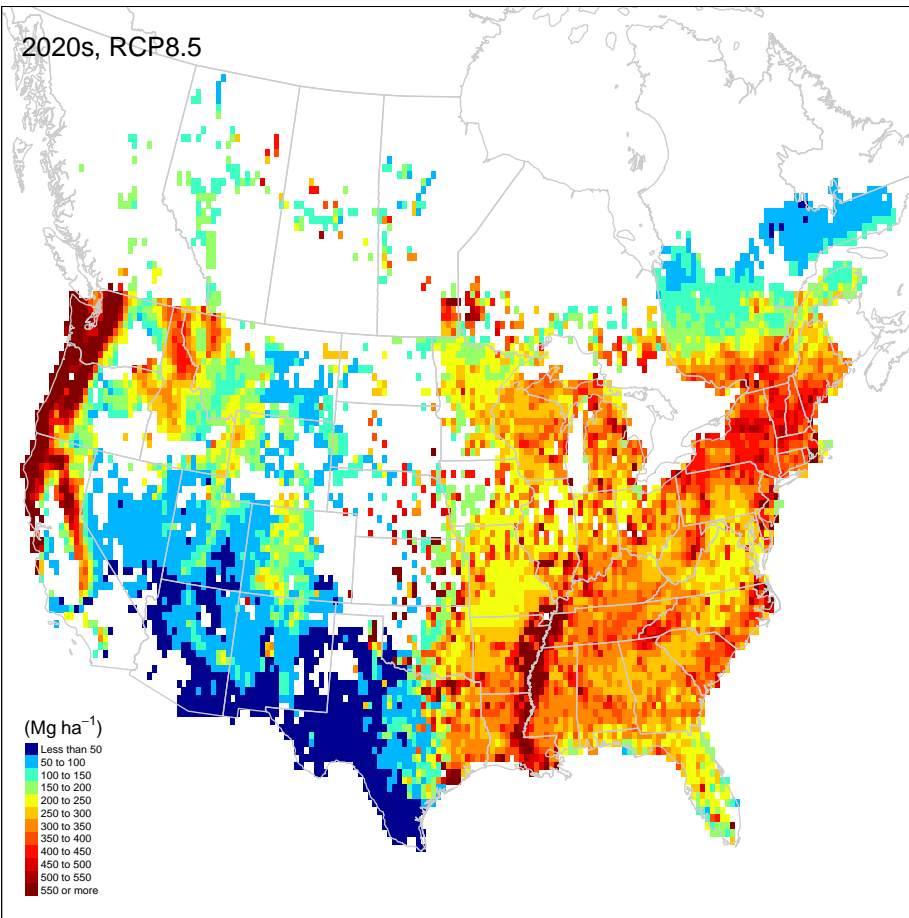 2020s, RCP8.5
(Mg ha−1)
Less than 50
50 to 100
100 to 150
150 to 200
200 to 250
250 to 300
300 to 350
350 to 400
400 to 450
450 to 500
500 to 550
550 or more